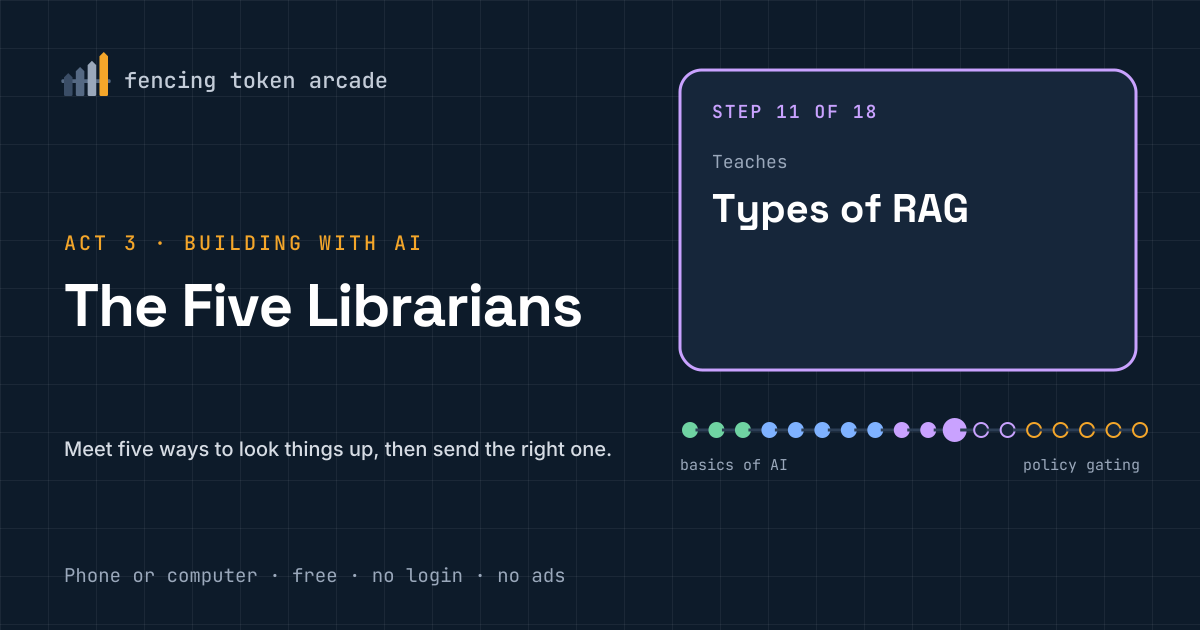 fencing token arcade
ACT 3 · BUILDING WITH AI
The Five Librarians
Meet five ways to look things up, then send the right one.
Phone or computer · free · no login · no ads
STEP 11 OF 18
Teaches
Types of RAG
basics of AI
policy gating